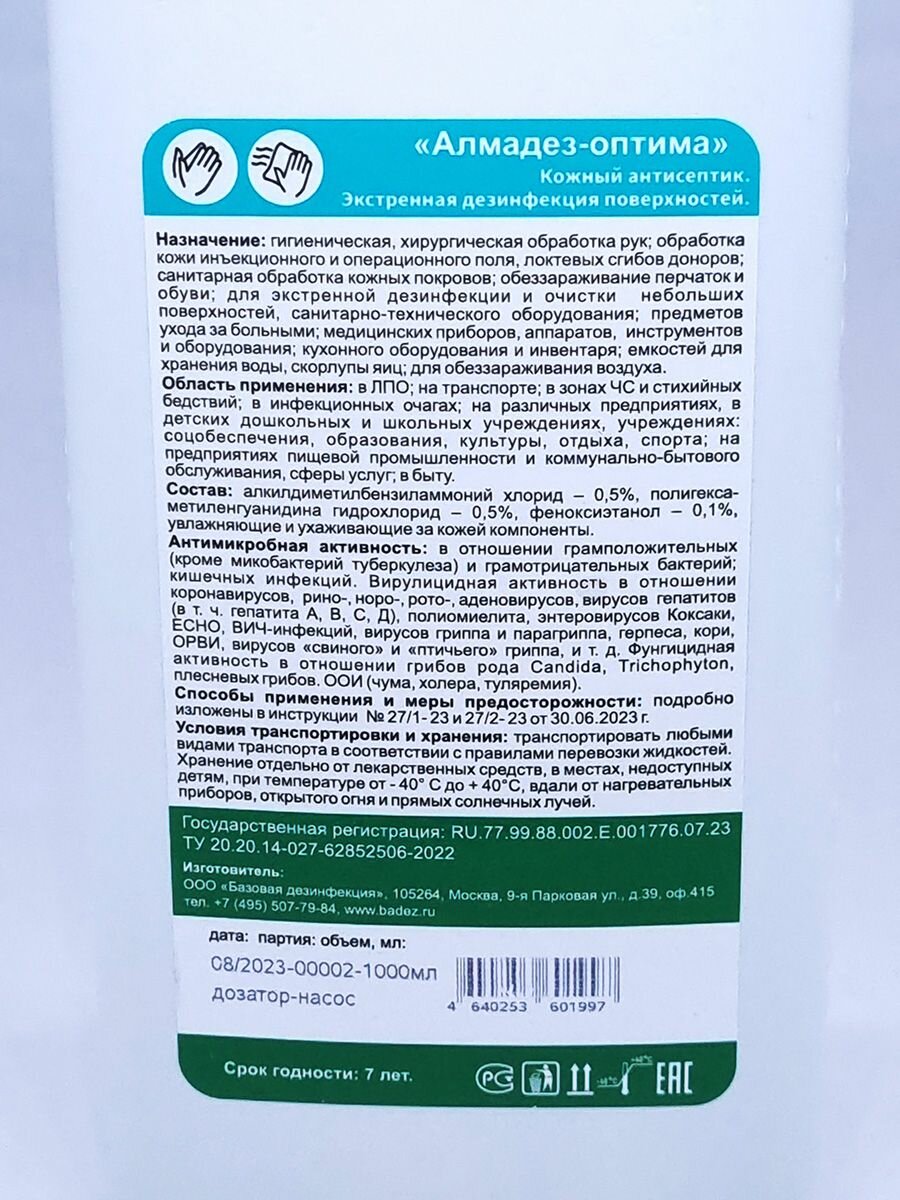 «Алмадез-оптима»
Кожный антисептик.
Экстренная дезинфекция поверхностей.
Назначение: гигиеническая, хирургическая обработка рук; обработка
кожи инъекционного и операционного поля, локтевых сгибов доноров;
санитарная обработка кожных покровов; обеззараживание перчаток и
обуви; для экстренной дезинфекции и очистки небольших
поверхностей, санитарно-технического оборудования; предметов
ухода за больными; медицинских приборов, аппаратов, инструментов
и оборудования; кухонного оборудования и инвентаря; емкостей для
хранения воды, скорлупы яиц; для обеззараживания воздуха.
Область применения: в ЛПО; на транспорте; в зонах ЧС и стихийных
бедствий; в инфекционных очагах; на различных предприятиях, в
детских дошкольных и школьных учреждениях, учреждениях:
соцобеспечения, образования, культуры, отдыха, спорта; на
предприятиях пищевой промышленности и коммунально-бытового
обслуживания, сферы услуг; в быту.
Состав: алкилдиметилбензиламмоний хлорид – 0,5%, полигекса-
метиленгуанидина гидрохлорид – 0,5%, феноксиэтанол – 0,1%,
увлажняющие и ухаживающие за кожей компоненты.
Антимикробная активность: в отношении грамположительных
(кроме микобактерий туберкулеза) и грамотрицательных бактерий;
кишечных инфекций. Вирулицидная активность в отношении
коронавирусов, рино-, норо-, рото-, аденовирусов, вирусов гепатитов
(в т. ч. гепатита А, В, С, Д), полиомиелита, энтеровирусов Коксаки,
ЕСНО, ВИЧ-инфекций, вирусов гриппа и парагриппа, герпеса, кори,
ОРВИ, вирусов «свиного» и «птичьего» гриппа, и т. д. Фунгицидная
активность в отношении грибов рода Candida, Trichophyton,
плесневых грибов. ООИ (чума, холера, туляремия).
Способы применения и меры предосторожности: подробно
изложены в инструкции № 27/1- 23 и 27/2- 23 от 30.06.2023 г.
Условия транспортировки и хранения: транспортировать любыми
видами транспорта в соответствии с правилами перевозки жидкостей.
Хранение отдельно от лекарственных средств, в местах, недоступных
детям, при температуре от - 40° С до + 40°С, вдали от нагревательных
приборов, открытого огня и прямых солнечных лучей.
Государственная регистрация: RU.77.99.88.002.E.001776.07.23
ТУ 20.20.14-027-62852506-2022
Изготовитель:
ООО «Базовая дезинфекция», 105264, Москва, 9-я Парковая ул., д.39, оф.415
тел. +7 (495) 507-79-84, www.badez.ru
дата: партия: объем, мл:
08/2023-00002-1000мл
дозатор-насос
4 640253 601997
Срок годности: 7 лет.
РСТ
ЕАС